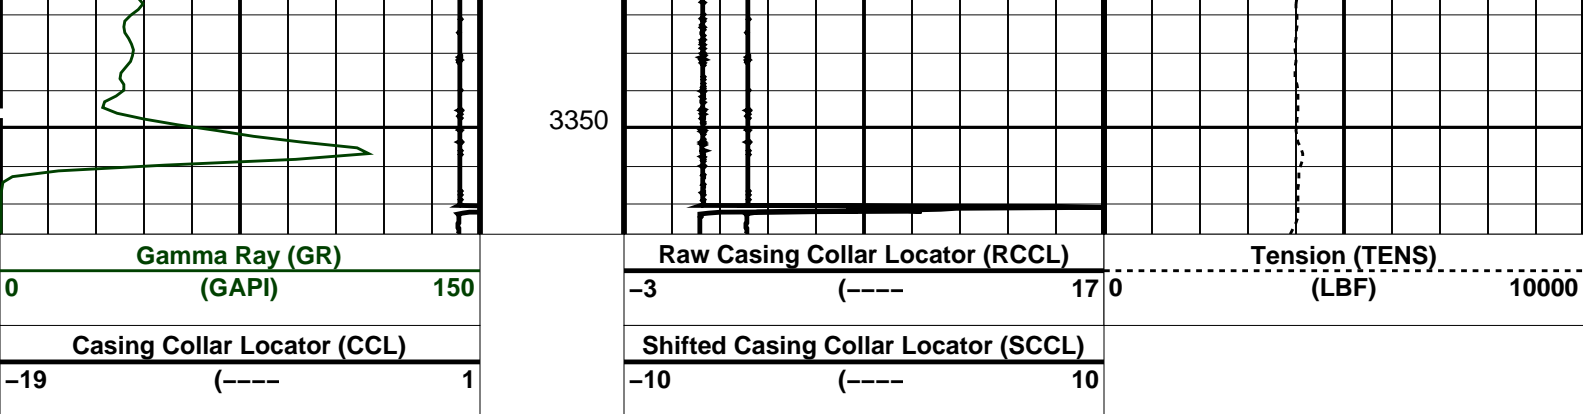 3350
Gamma Ray (GR)
0 (GAPI) 150
Raw Casing Collar Locator (RCCL)
−3 (−−−− 17
Tension (TENS)
0 (LBF) 10000
Casing Collar Locator (CCL)
−19 (−−−− 1
Shifted Casing Collar Locator (SCCL)
−10 (−−−− 10